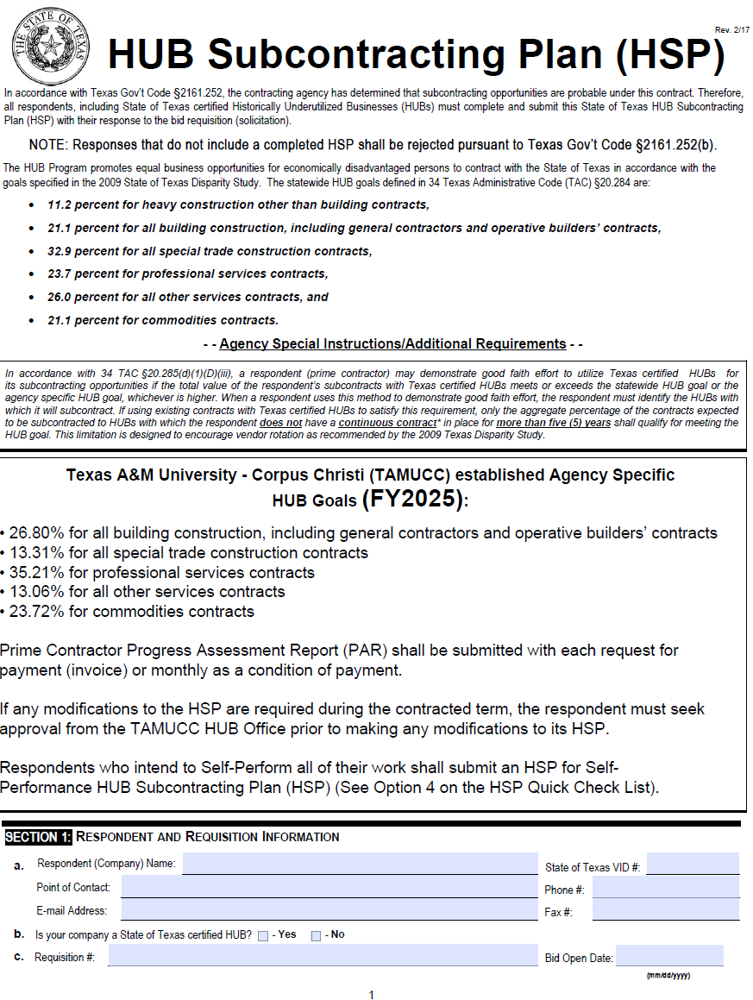 THE STATE OF TEXAS
Rev. 2/17
HUB Subcontracting Plan (HSP)
In accordance with Texas Gov't Code §2161.252, the contracting agency has determined that subcontracting opportunities are probable under this contract. Therefore,
all respondents, including State of Texas certified Historically Underutilized Businesses (HUBs) must complete and submit this State of Texas HUB Subcontracting
Plan (HSP) with their response to the bid requisition (solicitation).
NOTE: Responses that do not include a completed HSP shall be rejected pursuant to Texas Gov't Code §2161.252(b).
The HUB Program promotes equal business opportunities for economically disadvantaged persons to contract with the State of Texas in accordance with the
goals specified in the 2009 State of Texas Disparity Study. The statewide HUB goals defined in 34 Texas Administrative Code (TAC) §20.284 are:
• 11.2 percent for heavy construction other than building contracts,
• 21.1 percent for all building construction, including general contractors and operative builders' contracts,
• 32.9 percent for all special trade construction contracts,
• 23.7 percent for professional services contracts,
• 26.0 percent for all other services contracts, and
• 21.1 percent for commodities contracts.
- - Agency Special Instructions/Additional Requirements - -
In accordance with 34 TAC §20.285(d)(1)(D)(iii), a respondent (prime contractor) may demonstrate good faith effort to utilize Texas certified HUBs for
its subcontracting opportunities if the total value of the respondent's subcontracts with Texas certified HUBs meets or exceeds the statewide HUB goal or the
agency specific HUB goal, whichever is higher. When a respondent uses this method to demonstrate good faith effort, the respondent must identify the HUBs with
which it will subcontract. If using existing contracts with Texas certified HUBs to satisfy this requirement, only the aggregate percentage of the contracts expected
to be subcontracted to HUBs with which the respondent does not have a continuous contract* in place for more than five (5) years shall qualify for meeting the
HUB goal. This limitation is designed to encourage vendor rotation as recommended by the 2009 Texas Disparity Study.
Texas A&M University - Corpus Christi (TAMUCC) established Agency Specific
HUB Goals (FY2025):
• 26.80% for all building construction, including general contractors and operative builders' contracts
• 13.31% for all special trade construction contracts
• 35.21% for professional services contracts
• 13.06% for all other services contracts
• 23.72% for commodities contracts
Prime Contractor Progress Assessment Report (PAR) shall be submitted with each request for
payment (invoice) or monthly as a condition of payment.
If any modifications to the HSP are required during the contracted term, the respondent must seek
approval from the TAMUCC HUB Office prior to making any modifications to its HSP.
Respondents who intend to Self-Perform all of their work shall submit an HSP for Self-
Performance HUB Subcontracting Plan (HSP) (See Option 4 on the HSP Quick Check List).
SECTION 1: RESPONDENT AND REQUISITION INFORMATION
a. Respondent (Company) Name: State of Texas VID #:
Point of Contact: Phone #:
E-mail Address: Fax #:
b. Is your company a State of Texas certified HUB? - Yes - No
c. Requisition #: Bid Open Date:
(mm/dd/yyyy)
1